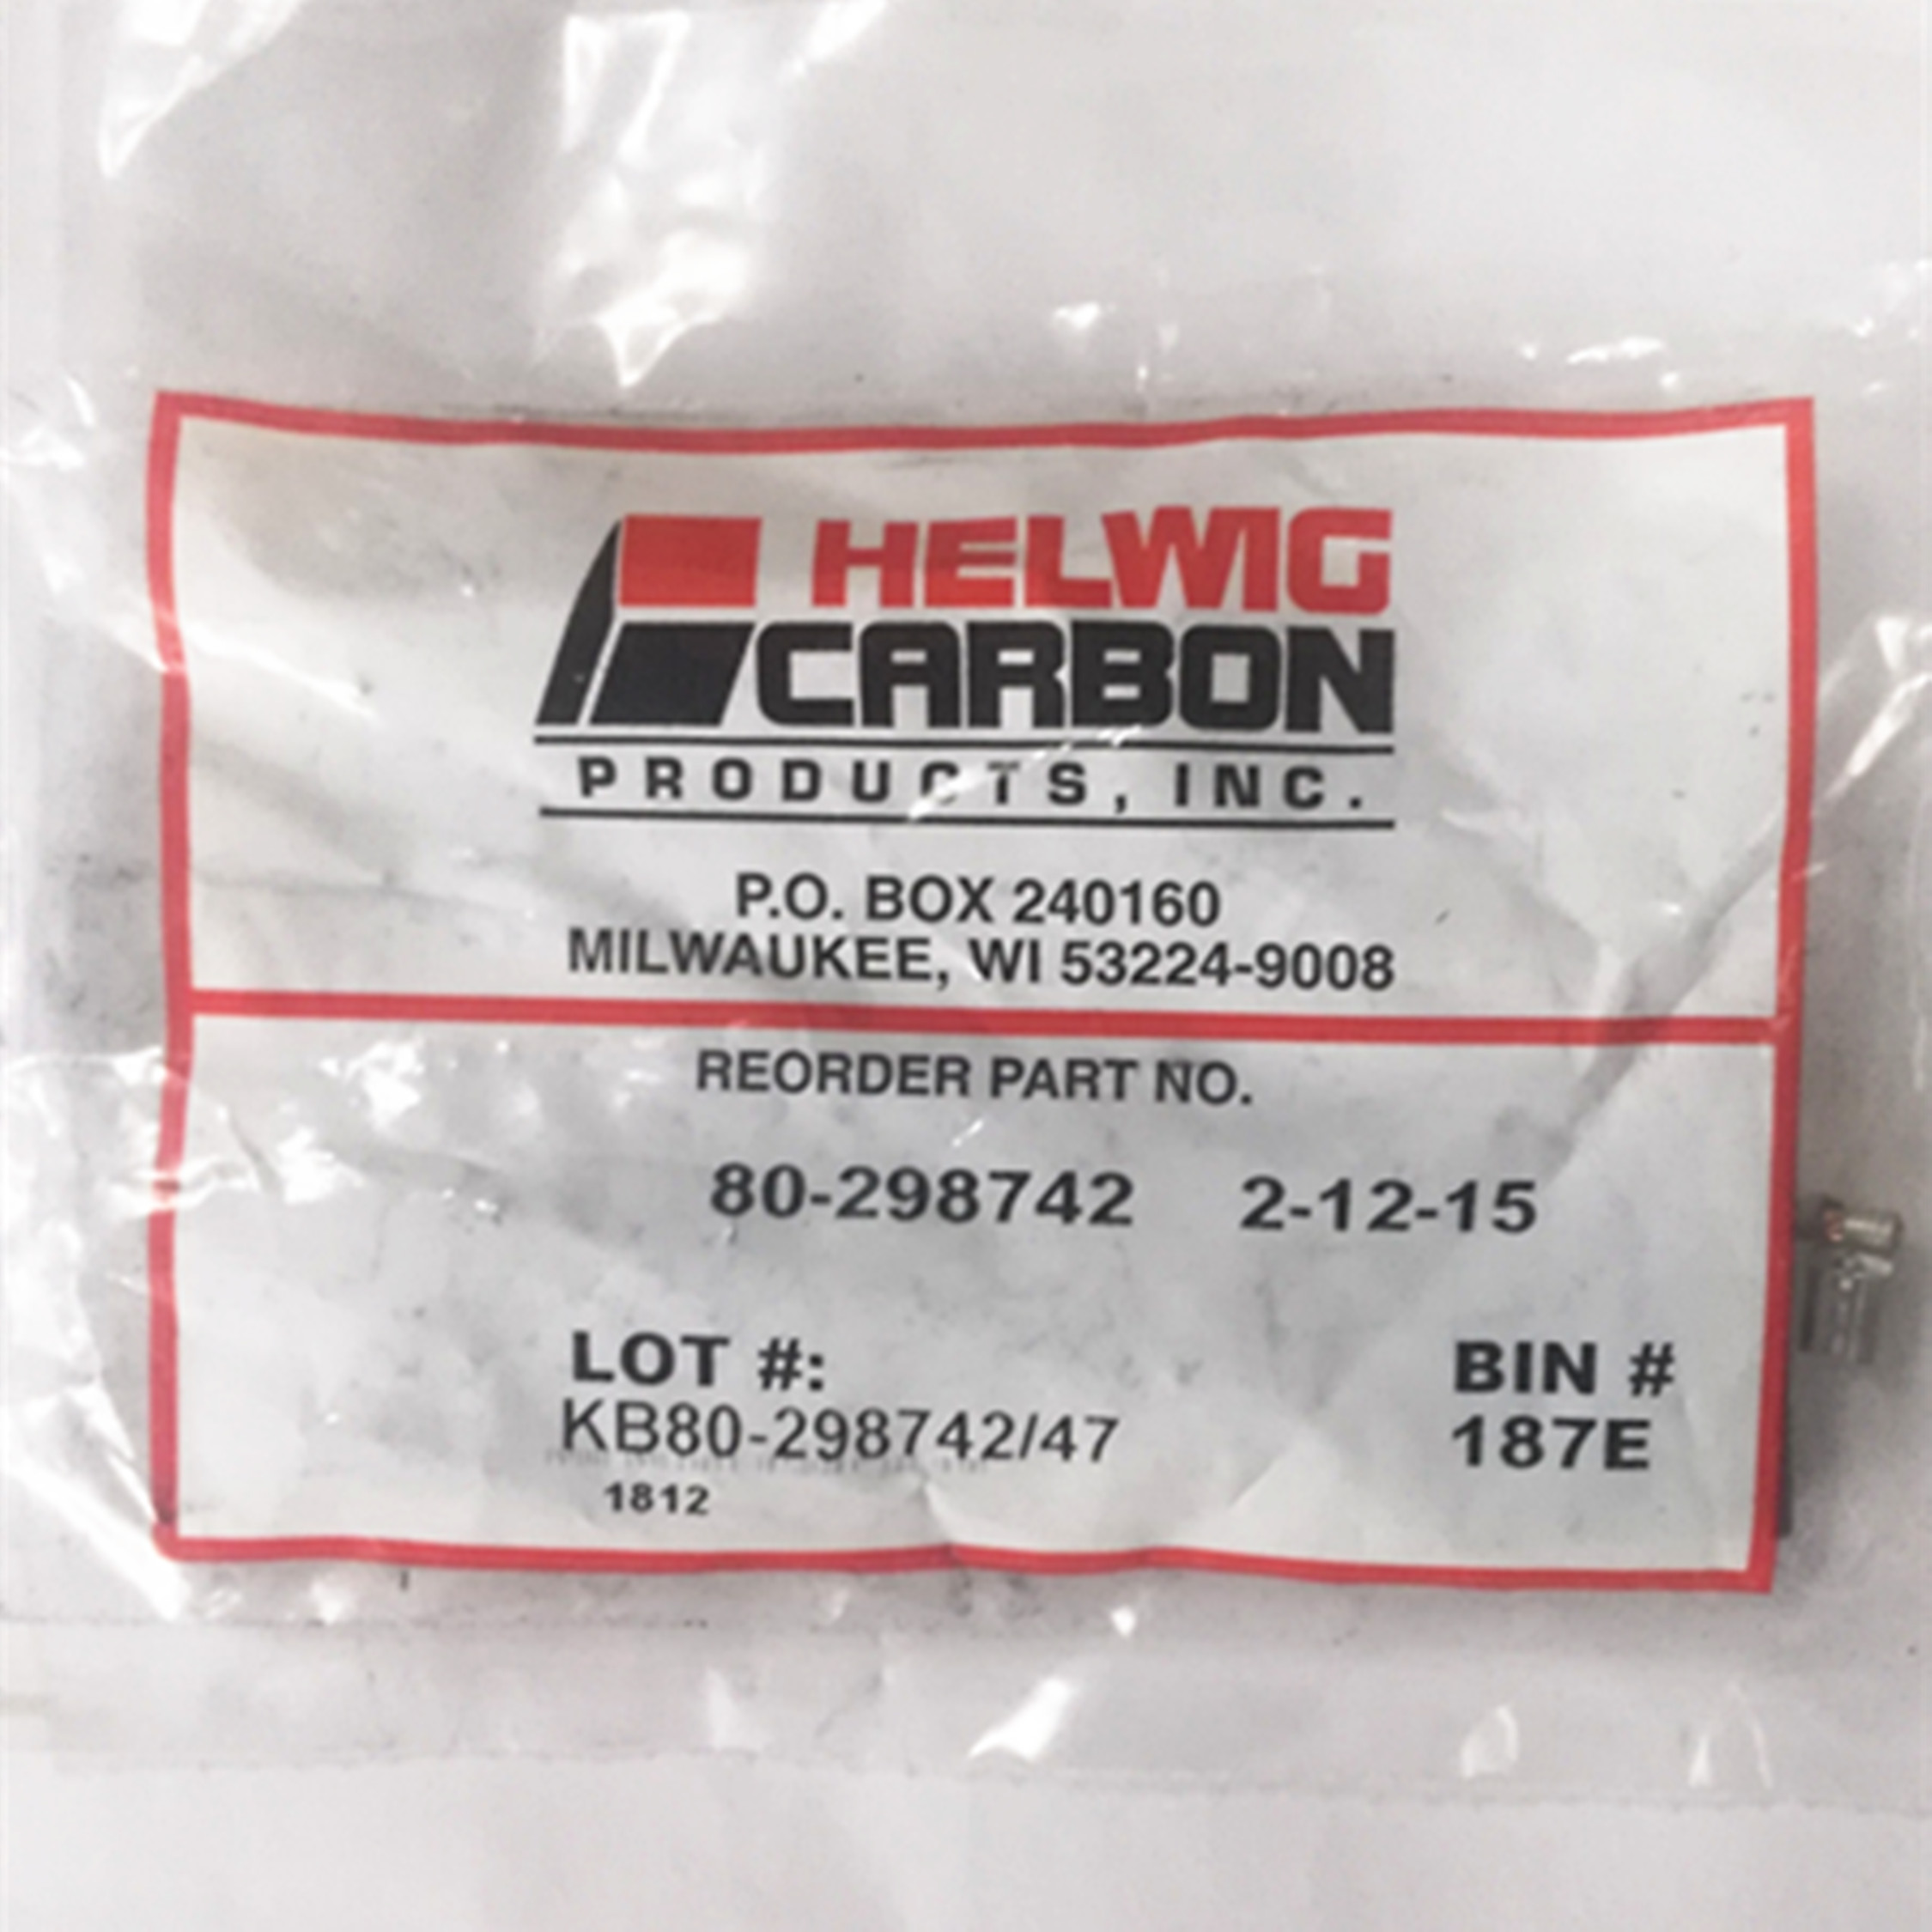 HELWIG
CARBON
PRODUCTS, INC.
P.O. BOX 240160
MILWAUKEE, WI 53224-9008
REORDER PART NO.
80-298742 2-12-15
LOT #: BIN #
KB80-298742/47 187E
1812